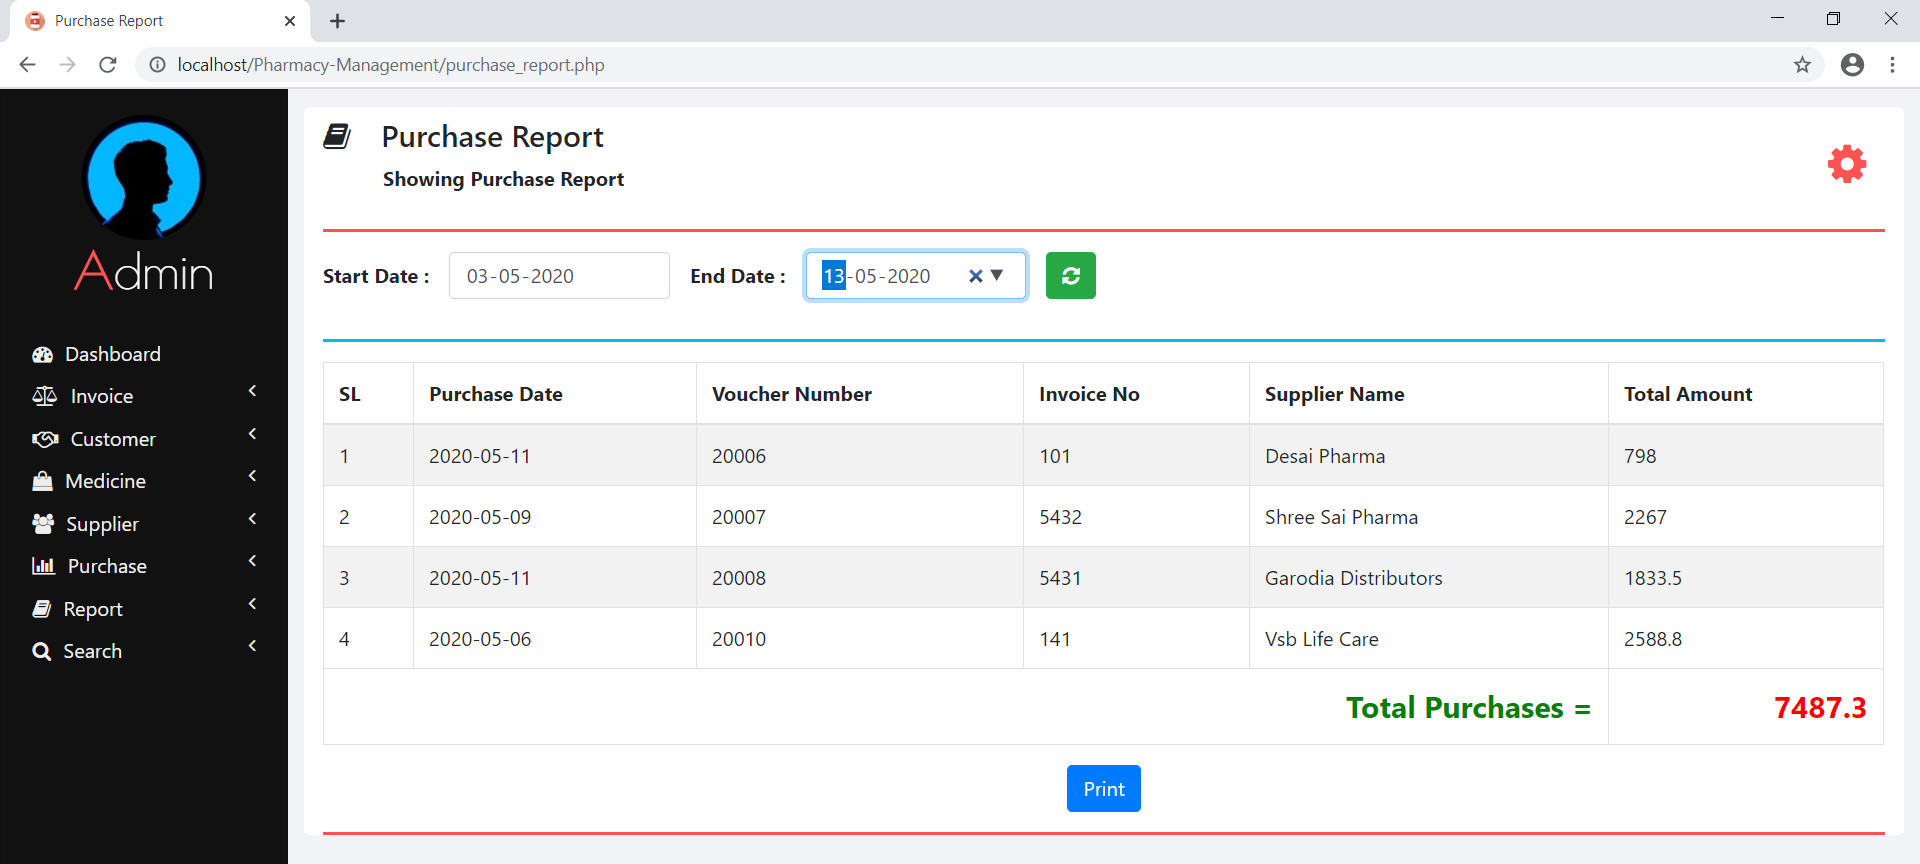 Purchase Report
localhost/Pharmacy-Management/purchase_report.php
Admin
Dashboard
Invoice
Customer
Medicine
Supplier
Purchase
Report
Search
Purchase Report
Showing Purchase Report
Start Date : 03-05-2020 End Date : 13-05-2020
SL Purchase Date Voucher Number Invoice No Supplier Name Total Amount
1 2020-05-11 20006 101 Desai Pharma 798
2 2020-05-09 20007 5432 Shree Sai Pharma 2267
3 2020-05-11 20008 5431 Garodia Distributors 1833.5
4 2020-05-06 20010 141 Vsb Life Care 2588.8
Total Purchases = 7487.3
Print